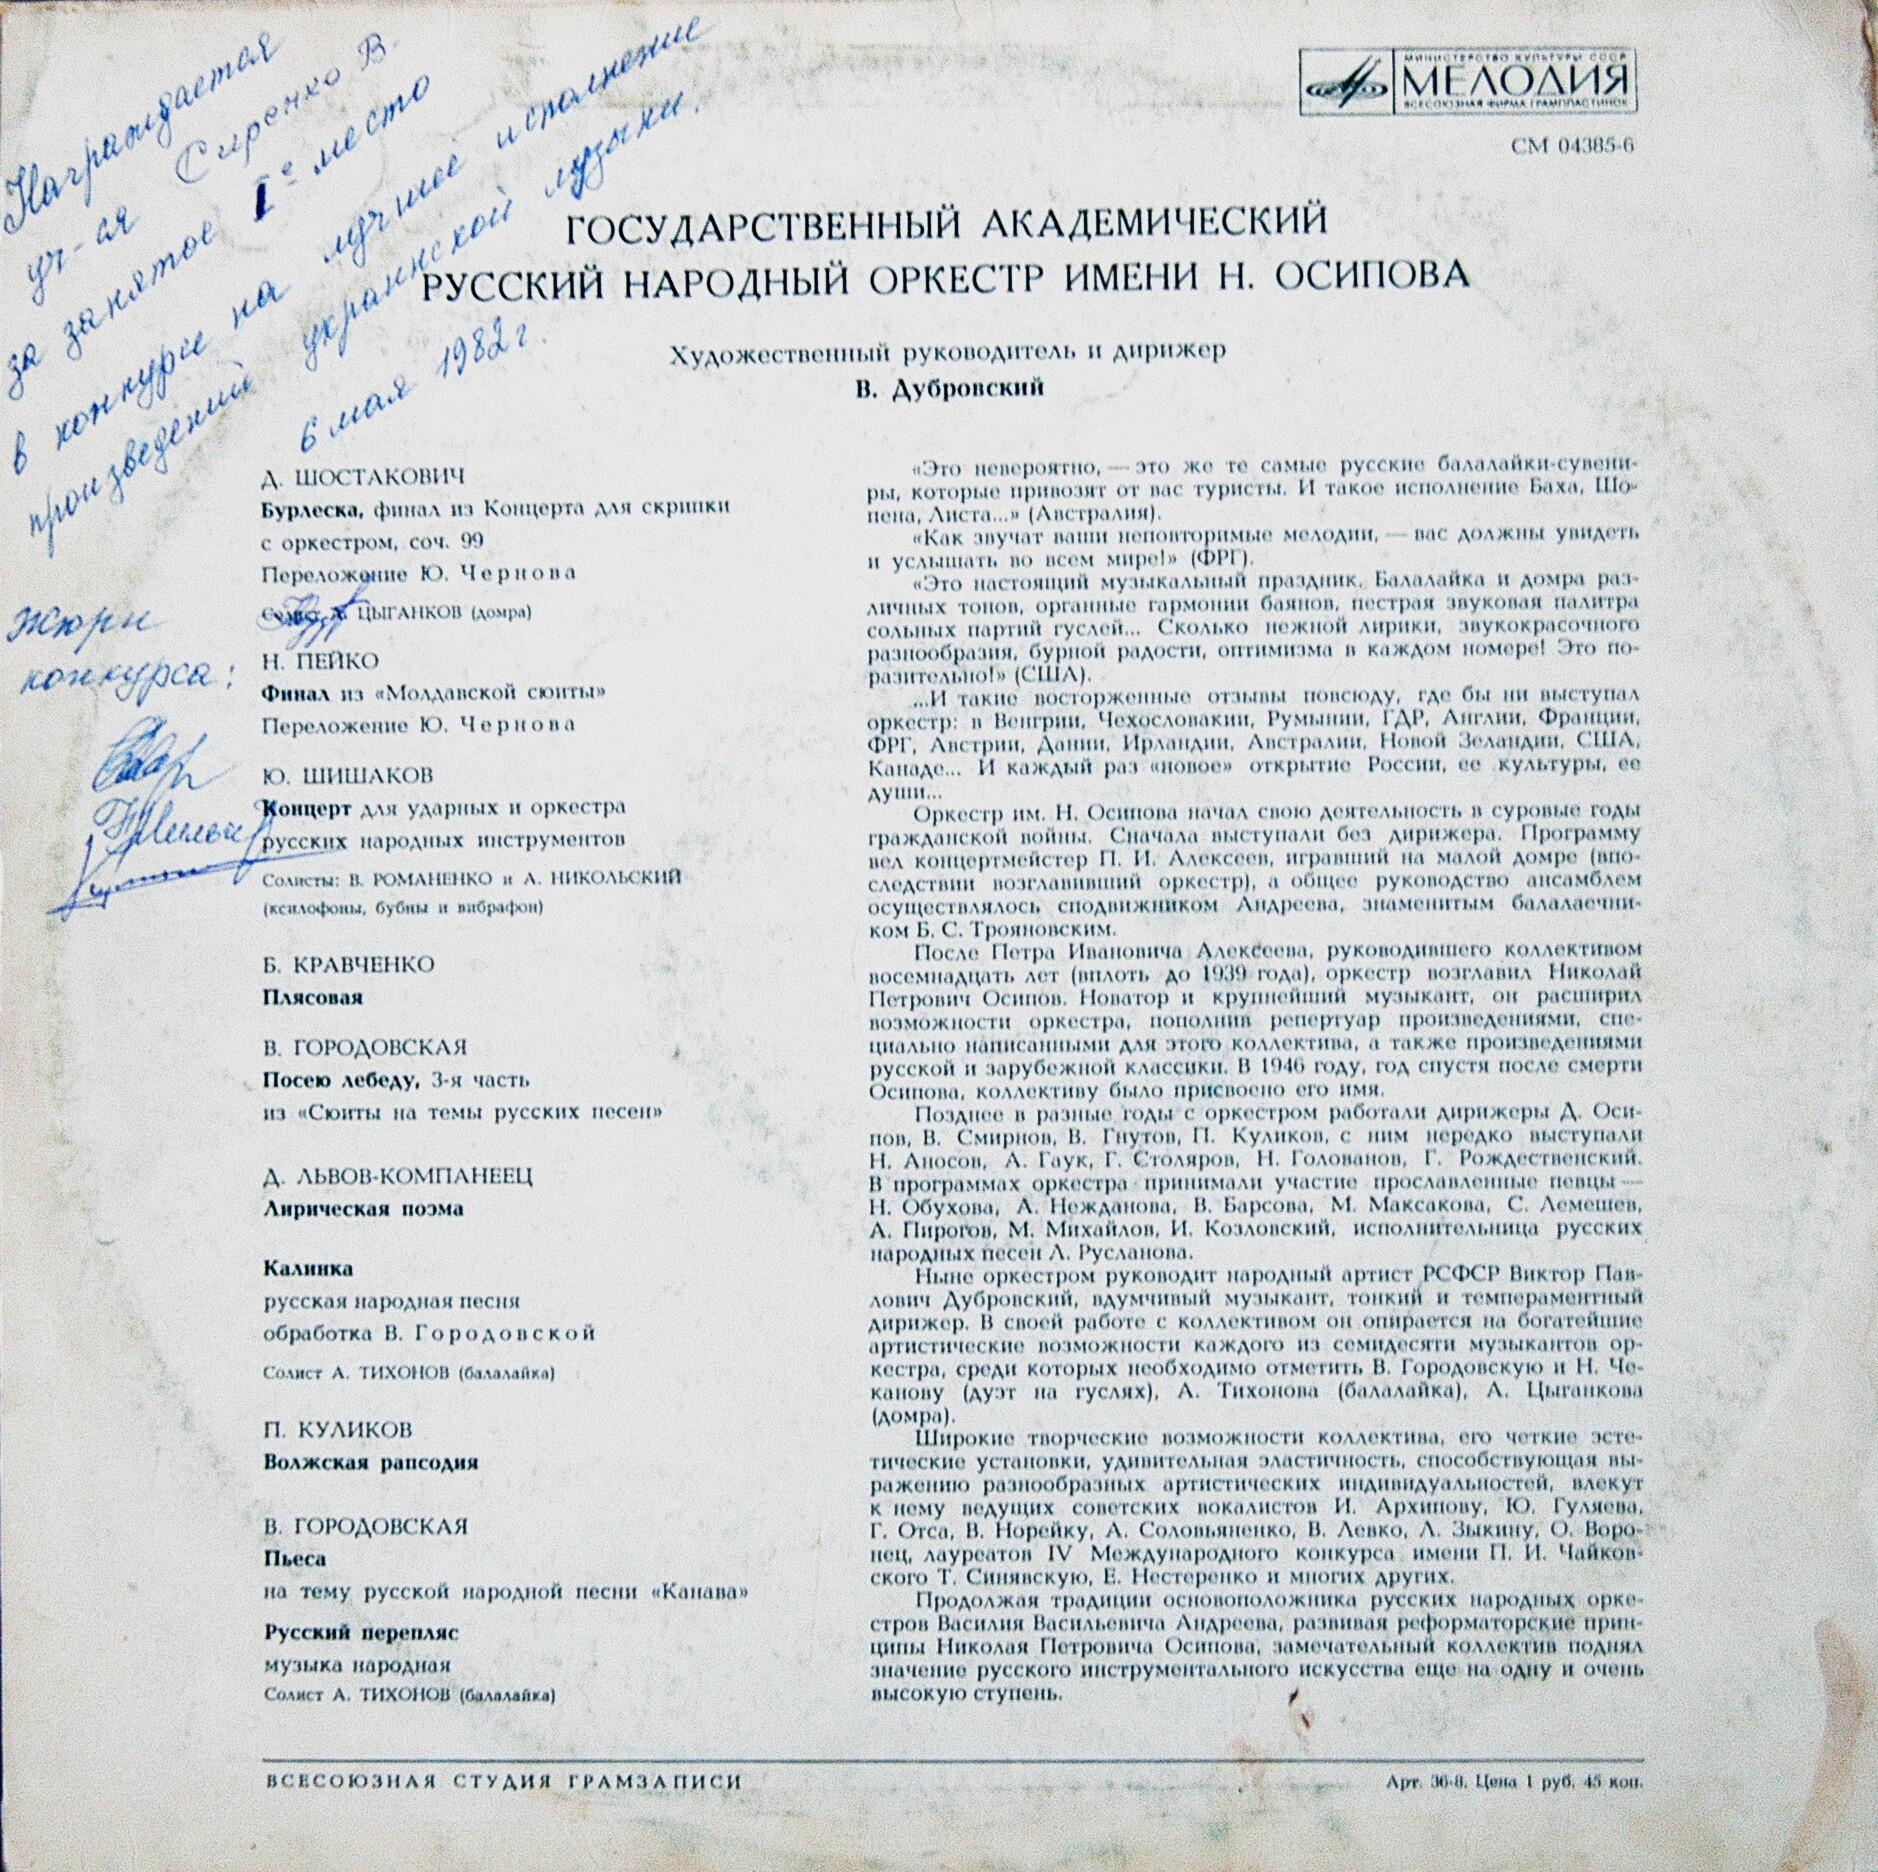 Награждается
уч-ся Сиренко В.
за занятое I е место
в конкурсе на лучшее исполнение
произведений украинской музыки.
6 мая 1982 г.
жюри
конкурса:
МИНИСТЕРСТВО КУЛЬТУРЫ СССР
МЕЛОДИЯ
ВСЕСОЮЗНАЯ ФИРМА ГРАМПЛАСТИНОК
СМ 04385-6
ГОСУДАРСТВЕННЫЙ АКАДЕМИЧЕСКИЙ
РУССКИЙ НАРОДНЫЙ ОРКЕСТР ИМЕНИ Н. ОСИПОВА
Художественный руководитель и дирижер
В. Дубровский
Д. ШОСТАКОВИЧ
Бурлеска, финал из Концерта для скрипки
с оркестром, соч. 99
Переложение Ю. Чернова
Солист А. ЦЫГАНКОВ (домра)
Н. ПЕЙКО
Финал из «Молдавской сюиты»
Переложение Ю. Чернова
Ю. ШИШАКОВ
Концерт для ударных и оркестра
русских народных инструментов
Солисты: В. РОМАНЕНКО и А. НИКОЛЬСКИЙ
(ксилофоны, бубны и вибрафон)
Б. КРАВЧЕНКО
Плясовая
В. ГОРОДОВСКАЯ
Посею лебеду, 3-я часть
из «Сюиты на темы русских песен»
Д. ЛЬВОВ-КОМПАНЕЕЦ
Лирическая поэма
Калинка
русская народная песня
обработка В. Городовской
Солист А. ТИХОНОВ (балалайка)
П. КУЛИКОВ
Волжская рапсодия
В. ГОРОДОВСКАЯ
Пьеса
на тему русской народной песни «Канава»
Русский перепляс
музыка народная
Солист А. ТИХОНОВ (балалайка)
«Это невероятно, — это же те самые русские балалайки-сувени-
ры, которые привозят от вас туристы. И такое исполнение Баха, Шо-
пена, Листа...» (Австралия).
«Как звучат ваши неповторимые мелодии, — вас должны увидеть
и услышать во всем мире!» (ФРГ).
«Это настоящий музыкальный праздник. Балалайка и домра раз-
личных тонов, органные гармонии баянов, пестрая звуковая палитра
сольных партий гуслей... Сколько нежной лирики, звукокрасочного
разнообразия, бурной радости, оптимизма в каждом номере! Это по-
разительно!» (США).
...И такие восторженные отзывы повсюду, где бы ни выступал
оркестр: в Венгрии, Чехословакии, Румынии, ГДР, Англии, Франции,
ФРГ, Австрии, Дании, Ирландии, Австралии, Новой Зеландии, США,
Канаде... И каждый раз «новое» открытие России, ее культуры, ее
души...
Оркестр им. Н. Осипова начал свою деятельность в суровые годы
гражданской войны. Сначала выступали без дирижера. Программу
вел концертмейстер П. И. Алексеев, игравший на малой домре (впо-
следствии возглавивший оркестр), а общее руководство ансамблем
осуществлялось сподвижником Андреева, знаменитым балалаечни-
ком Б. С. Трояновским.
После Петра Ивановича Алексеева, руководившего коллективом
восемнадцать лет (вплоть до 1939 года), оркестр возглавил Николай
Петрович Осипов. Новатор и крупнейший музыкант, он расширил
возможности оркестра, пополнив репертуар произведениями, спе-
циально написанными для этого коллектива, а также произведениями
русской и зарубежной классики. В 1946 году, год спустя после смерти
Осипова, коллективу было присвоено его имя.
Позднее в разные годы с оркестром работали дирижеры Д. Оси-
пов, В. Смирнов, В. Гнутов, П. Куликов, с ним нередко выступали
Н. Аносов, А. Гаук, Г. Столяров, Н. Голованов, Г. Рождественский.
В программах оркестра принимали участие прославленные певцы —
Н. Обухова, А. Нежданова, В. Барсова, М. Максакова, С. Лемешев,
А. Пирогов, М. Михайлов, И. Козловский, исполнительница русских
народных песен Л. Русланова.
Ныне оркестром руководит народный артист РСФСР Виктор Пав-
лович Дубровский, вдумчивый музыкант, тонкий и темпераментный
дирижер. В своей работе с коллективом он опирается на богатейшие
артистические возможности каждого из семидесяти музыкантов ор-
кестра, среди которых необходимо отметить В. Городовскую и Н. Че-
канову (дуэт на гуслях), А. Тихонова (балалайка), А. Цыганкова
(домра).
Широкие творческие возможности коллектива, его четкие эсте-
тические установки, удивительная эластичность, способствующая вы-
ражению разнообразных артистических индивидуальностей, влекут
к нему ведущих советских вокалистов И. Архипову, Ю. Гуляева,
Г. Отса, В. Норейку, А. Соловьяненко, В. Левко, Л. Зыкину, О. Воро-
нец, лауреатов IV Международного конкурса имени П. И. Чайков-
ского Т. Синявскую, Е. Нестеренко и многих других.
Продолжая традиции основоположника русских народных орке-
стров Василия Васильевича Андреева, развивая реформаторские прин-
ципы Николая Петровича Осипова, замечательный коллектив поднял
значение русского инструментального искусства еще на одну и очень
высокую ступень.
ВСЕСОЮЗНАЯ СТУДИЯ ГРАМЗАПИСИ
Арт. 36-8. Цена 1 руб. 45 коп.